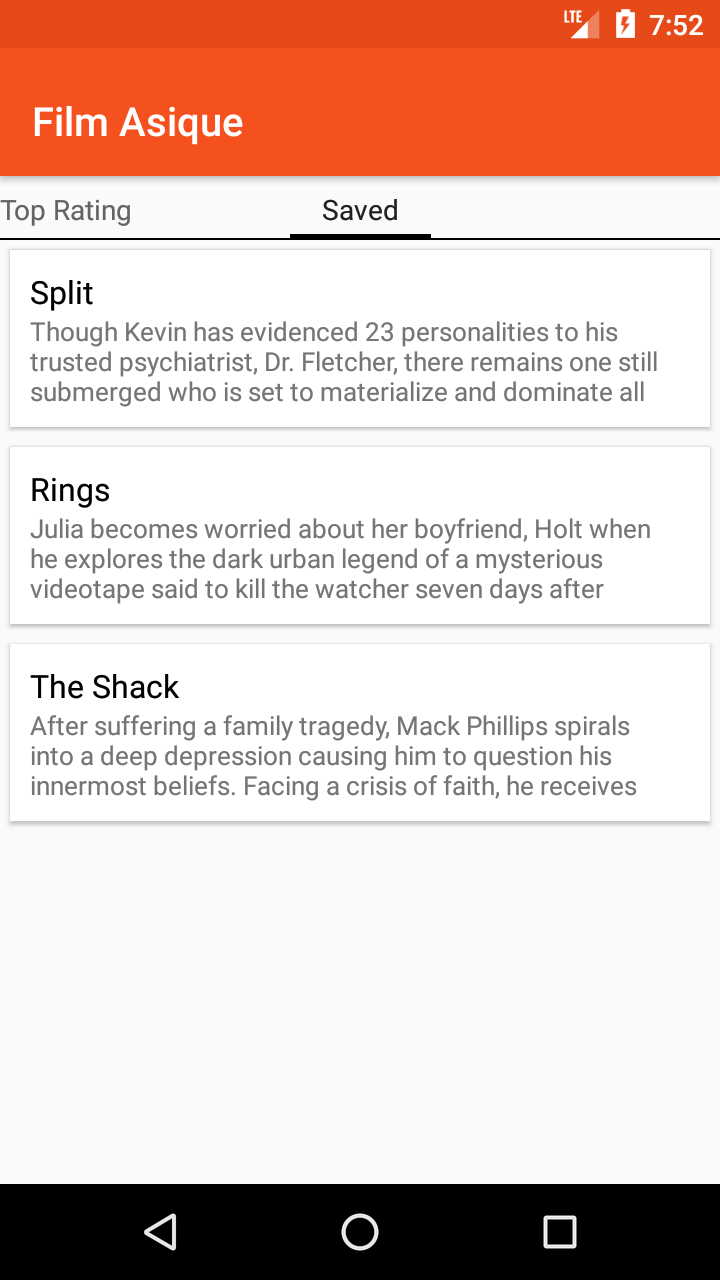 LTE 7:52
Film Asique
Top Rating Saved
Split
Though Kevin has evidenced 23 personalities to his
trusted psychiatrist, Dr. Fletcher, there remains one still
submerged who is set to materialize and dominate all
Rings
Julia becomes worried about her boyfriend, Holt when
he explores the dark urban legend of a mysterious
videotape said to kill the watcher seven days after
The Shack
After suffering a family tragedy, Mack Phillips spirals
into a deep depression causing him to question his
innermost beliefs. Facing a crisis of faith, he receives